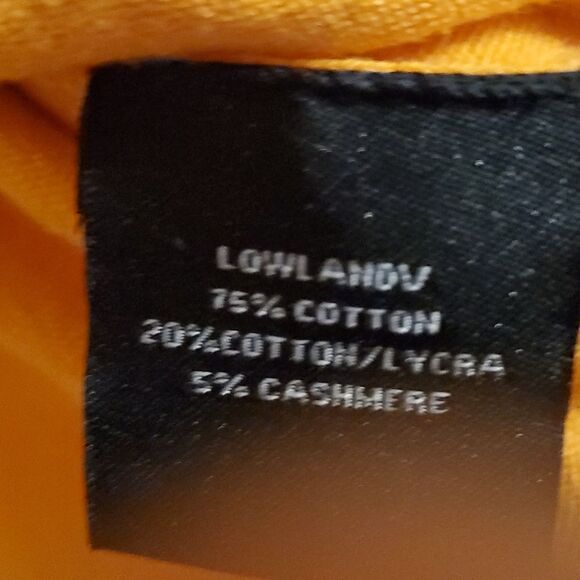 LOWLANDV
75% COTTON
20%COTTON/LYCRA
5% CASHMERE